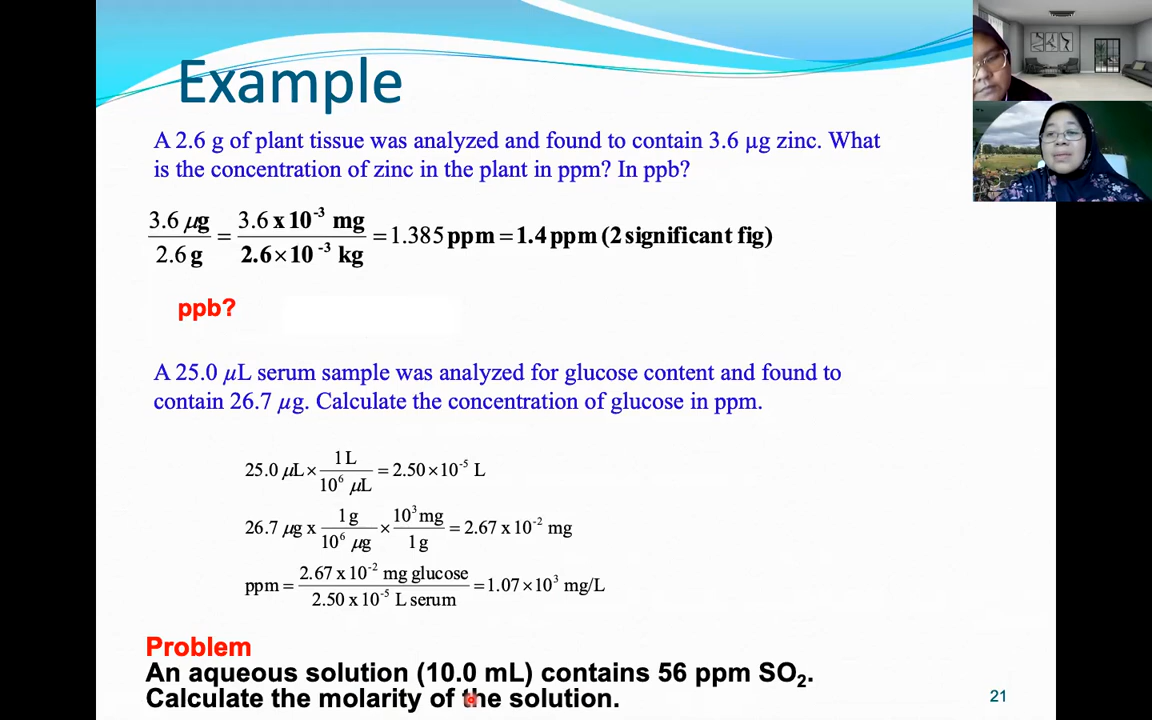 Example
A 2.6 g of plant tissue was analyzed and found to contain 3.6 µg zinc. What
is the concentration of zinc in the plant in ppm? In ppb?
3.6 µg / 2.6 g = 3.6 x 10⁻³ mg / 2.6 × 10⁻³ kg = 1.385 ppm = 1.4 ppm (2 significant fig)
ppb?
A 25.0 µL serum sample was analyzed for glucose content and found to
contain 26.7 µg. Calculate the concentration of glucose in ppm.
25.0 µL × 1 L / 10⁶ µL = 2.50 × 10⁻⁵ L
26.7 µg x 1 g / 10⁶ µg × 10³ mg / 1 g = 2.67 x 10⁻² mg
ppm = 2.67 x 10⁻² mg glucose / 2.50 x 10⁻⁵ L serum = 1.07 × 10³ mg/L
Problem
An aqueous solution (10.0 mL) contains 56 ppm SO₂.
Calculate the molarity of the solution.
21